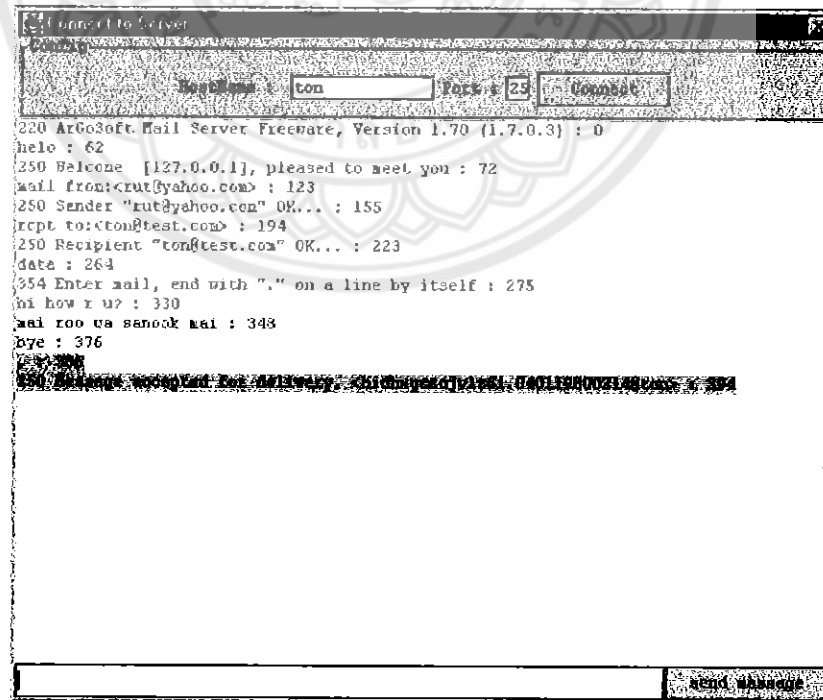 Connect to Server
Config
HostName : ton Port : 25 Connect
220 ArGoSoft Mail Server Freeware, Version 1.70 (1.7.0.3) : 0
helo : 62
250 Welcome [127.0.0.1], pleased to meet you : 72
mail from:<rut@yahoo.com> : 123
250 Sender "rut@yahoo.com" OK... : 155
rcpt to:<ton@test.com> : 194
250 Recipient "ton@test.com" OK... : 223
data : 264
354 Enter mail, end with "." on a line by itself : 275
hi how r u? : 330
mai roo wa sanook mai : 348
bye : 376
250 Message accepted for delivery. : 394
send message